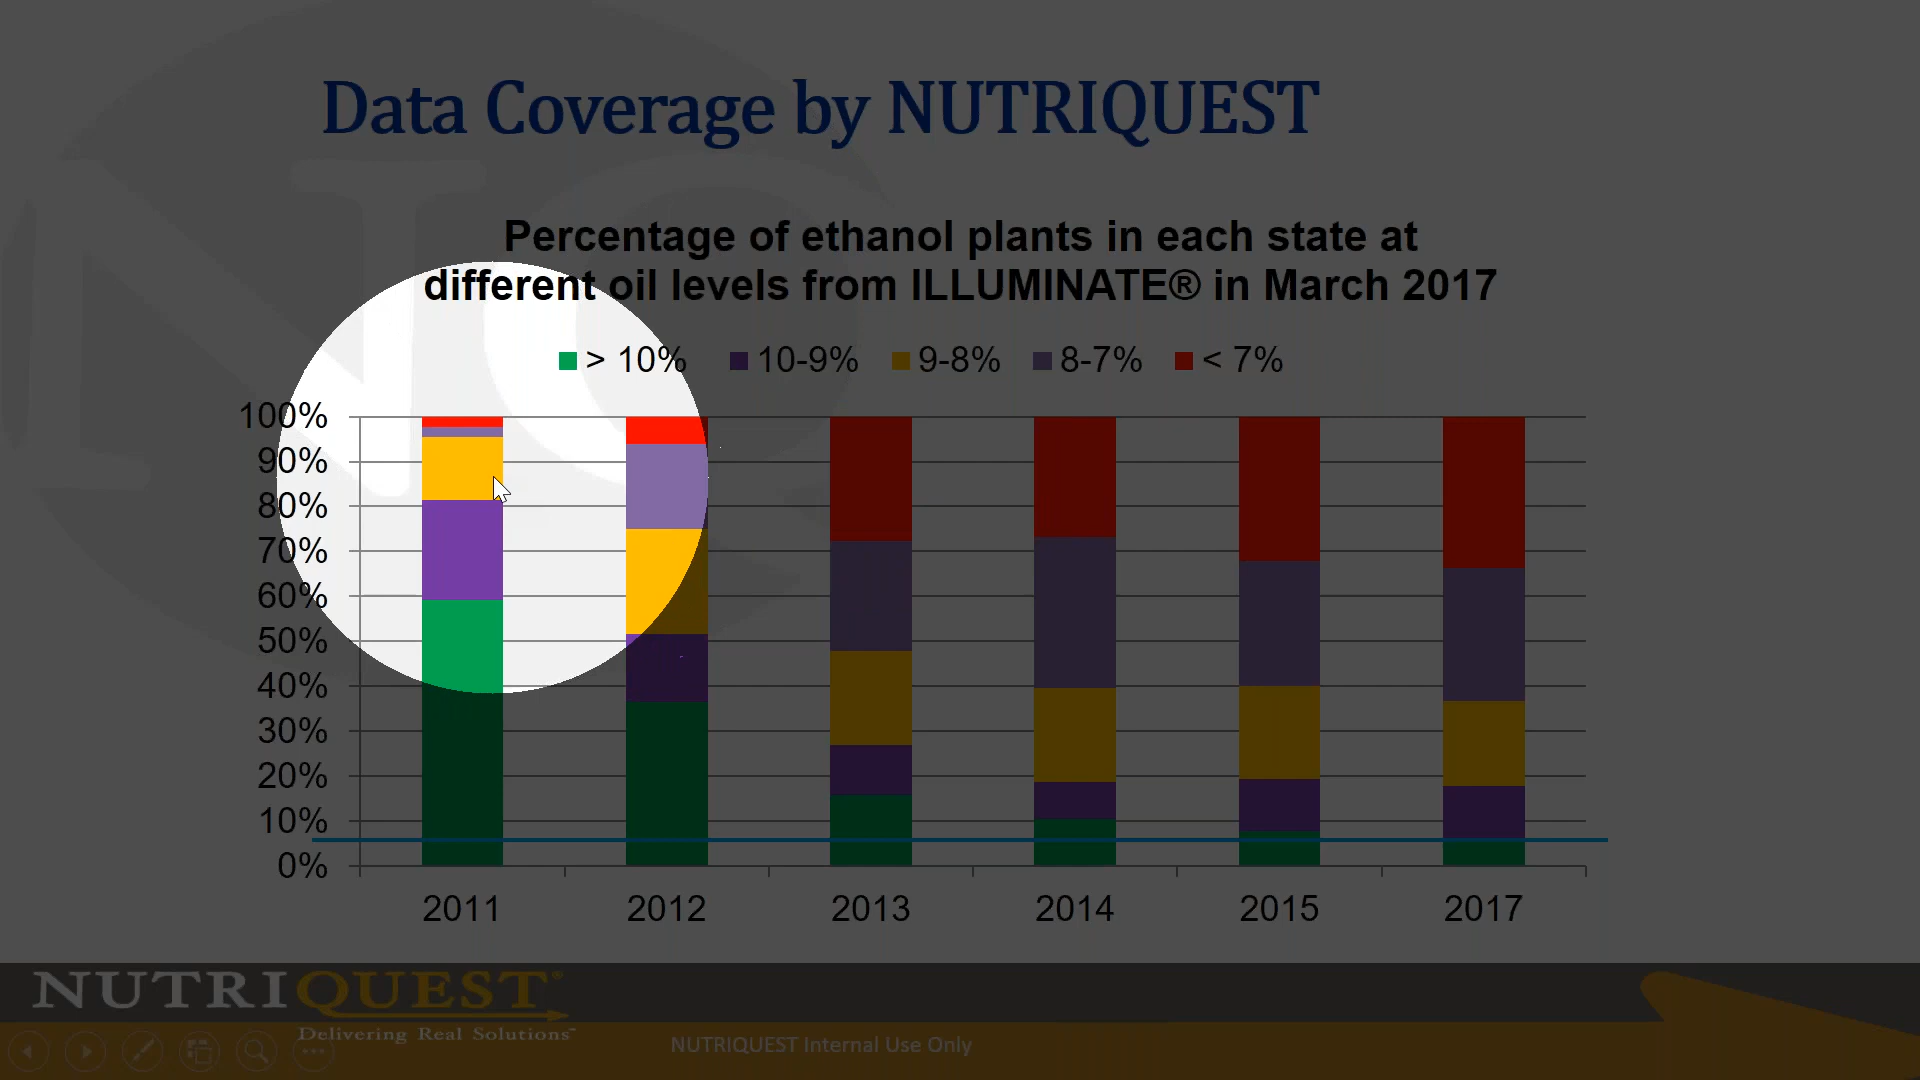 Data Coverage by NUTRIQUEST
Percentage of ethanol plants in each state at
different oil levels from ILLUMINATE® in March 2017
> 10% 10-9% 9-8% 8-7% < 7%
100%
90%
80%
70%
60%
50%
40%
30%
20%
10%
0%
2011 2012 2013 2014 2015 2017
NUTRIQUEST®
Delivering Real Solutions™
NUTRIQUEST Internal Use Only